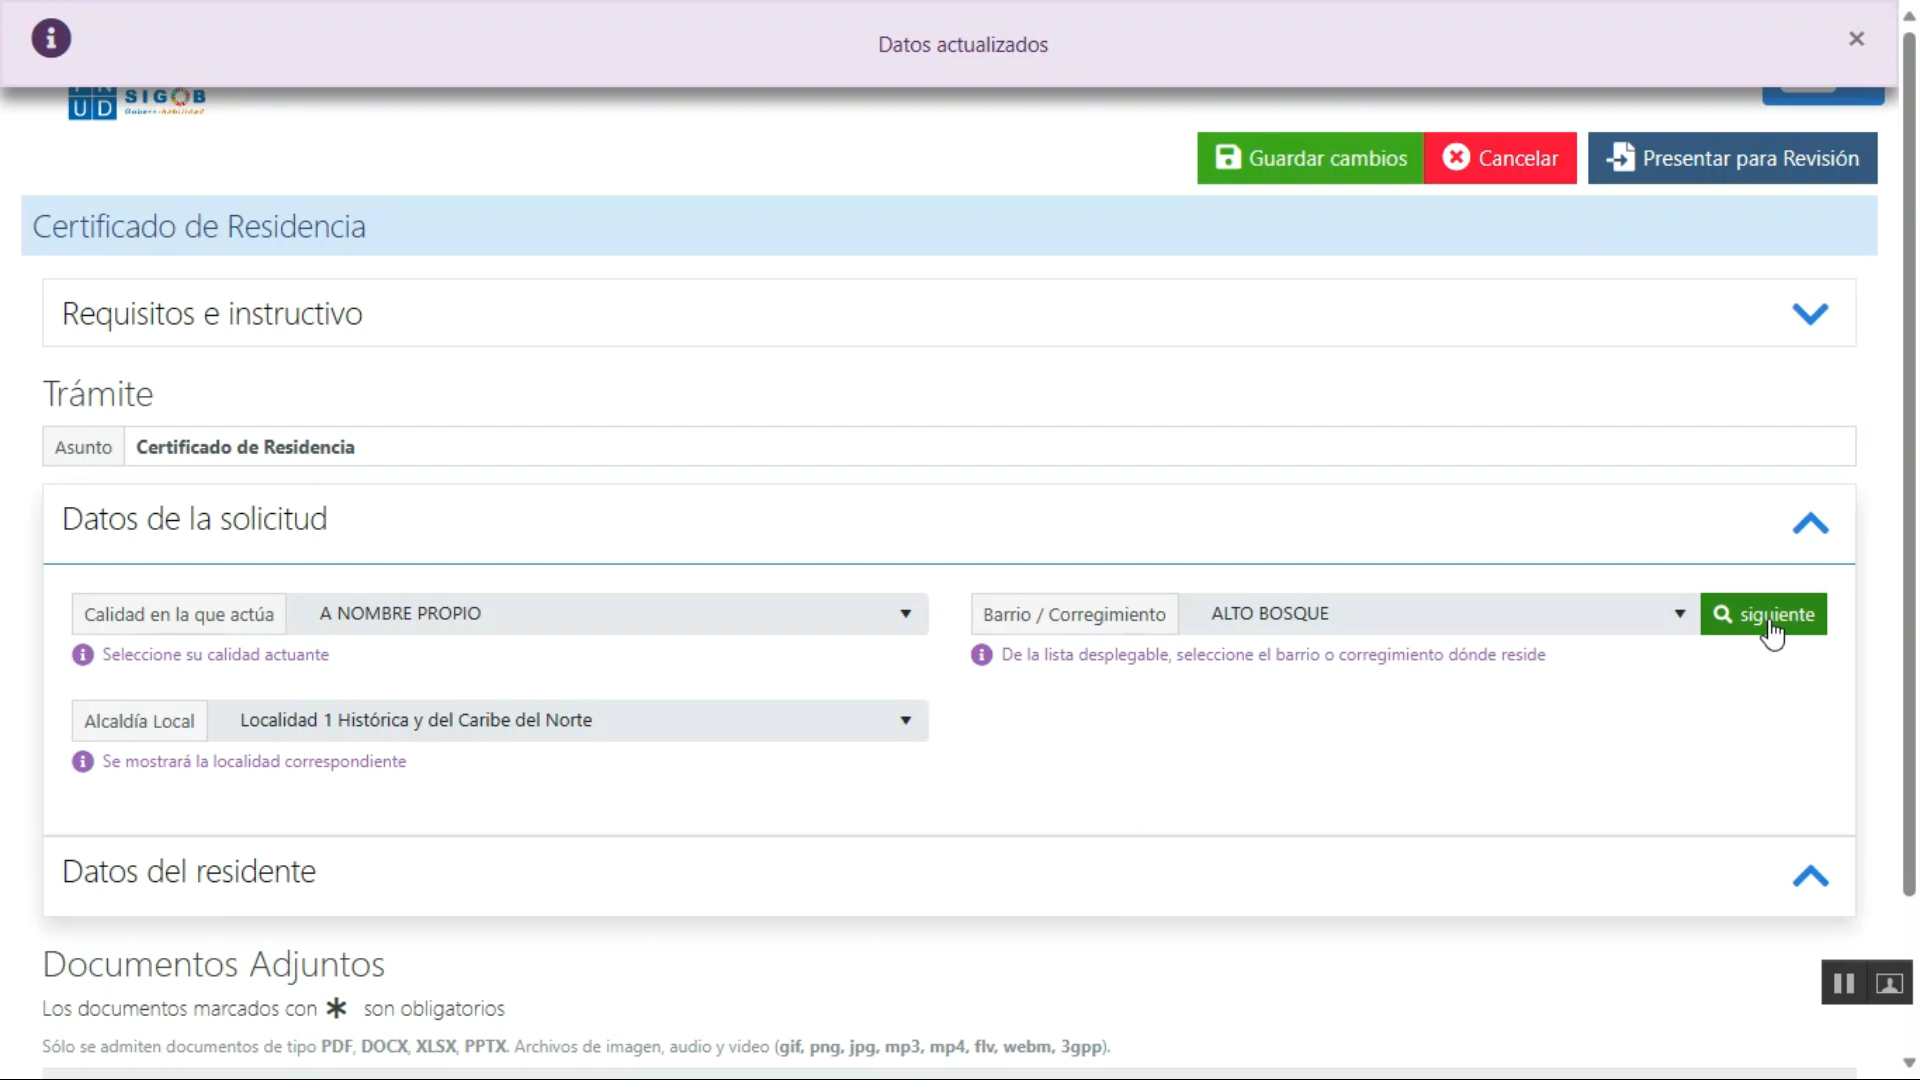 Datos actualizados
×
UD SIGOB
Gobernabilidad
Guardar cambios
Cancelar
Presentar para Revisión
Certificado de Residencia
Requisitos e instructivo
Trámite
Asunto Certificado de Residencia
Datos de la solicitud
Calidad en la que actúa A NOMBRE PROPIO
Barrio / Corregimiento ALTO BOSQUE
siguiente
Seleccione su calidad actuante
De la lista desplegable, seleccione el barrio o corregimiento dónde reside
Alcaldía Local Localidad 1 Histórica y del Caribe del Norte
Se mostrará la localidad correspondiente
Datos del residente
Documentos Adjuntos
Los documentos marcados con * son obligatorios
Sólo se admiten documentos de tipo PDF, DOCX, XLSX, PPTX. Archivos de imagen, audio y video (gif, png, jpg, mp3, mp4, flv, webm, 3gpp).